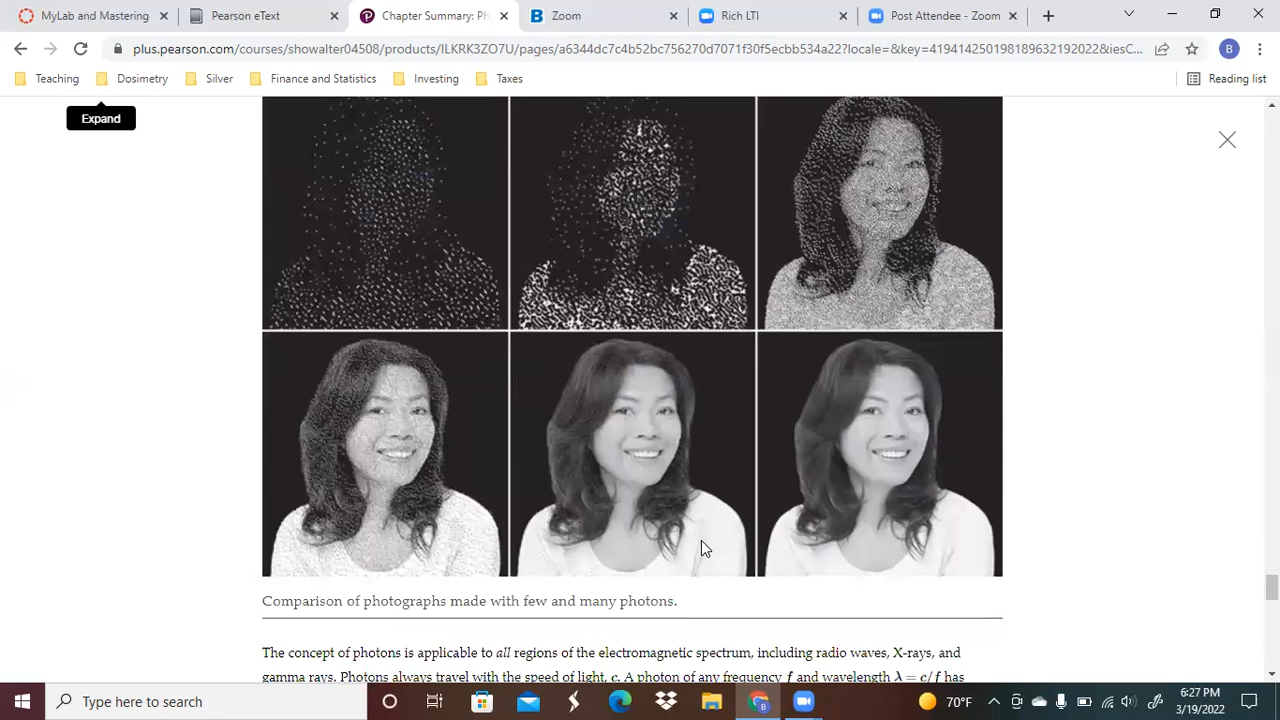 MyLab and Mastering
Pearson eText
Chapter Summary: Ph
Zoom
Rich LTI
Post Attendee - Zoom
plus.pearson.com/courses/showalter04508/products/ILKRK3ZO7U/pages/a6344dc7c4b52bc756270d7071f30f5ecbb534a22?locale=&key=419414250198189632192022&iesC...
B
Teaching
Dosimetry
Silver
Finance and Statistics
Investing
Taxes
Reading list
Expand
Comparison of photographs made with few and many photons.
The concept of photons is applicable to all regions of the electromagnetic spectrum, including radio waves, X-rays, and
gamma rays. Photons always travel with the speed of light, c. A photon of any frequency f and wavelength λ = c/f has
Type here to search
70°F
6:27 PM
3/19/2022